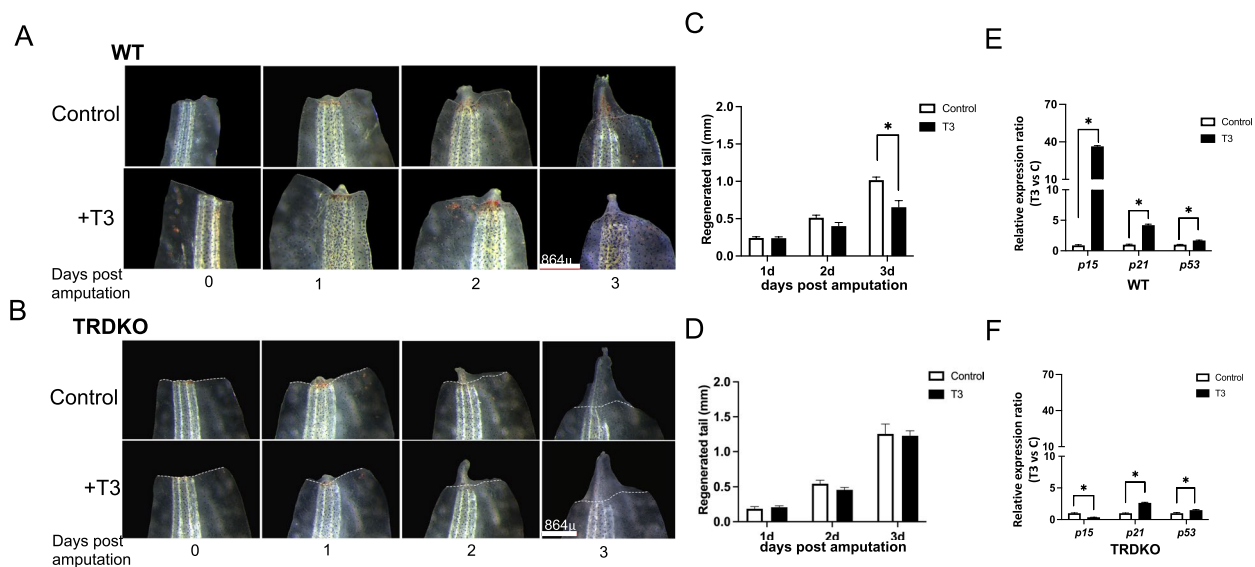 A
WT
Control
+T3
864µ
Days post
amputation
0
1
2
3
B
TRDKO
Control
+T3
864µ
Days post
amputation
0
1
2
3
C
Regenerated tail (mm)
2.0
1.5
1.0
0.5
0.0
*
Control
T3
1d
2d
3d
days post amputation
D
Regenerated tail (mm)
2.0
1.5
1.0
0.5
0.0
Control
T3
1d
2d
3d
days post amputation
E
Relative expression ratio
(T3 vs C)
70
40
10
10
5
0
*
*
*
Control
T3
p15
p21
p53
WT
F
Relative expression ratio
(T3 vs C)
70
40
10
10
5
0
*
*
*
Control
T3
p15
p21
p53
TRDKO